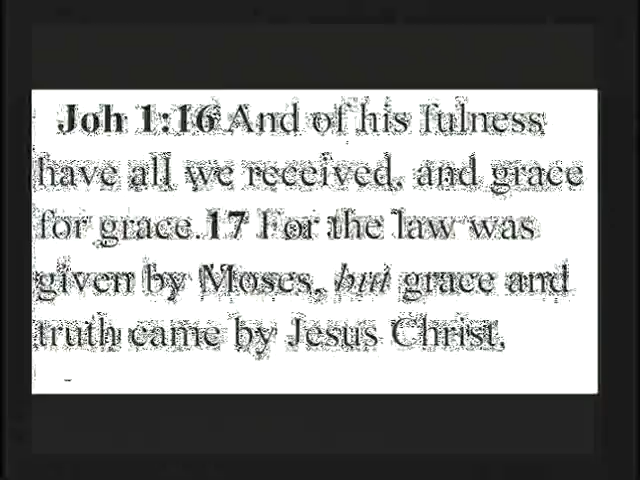 Joh 1:16 And of his fulness
have all we received, and grace
for grace.17 For the law was
given by Moses, but grace and
truth came by Jesus Christ.